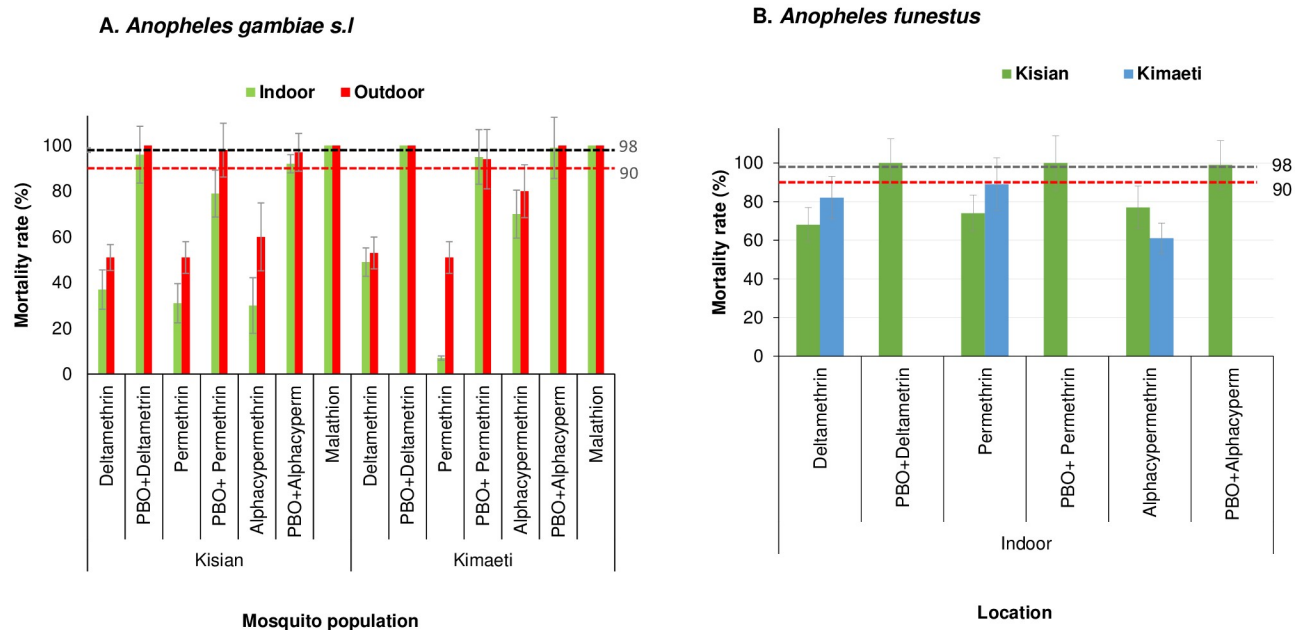 A. Anopheles gambiae s.l
Indoor
Outdoor
Mortality rate (%)
100
80
60
40
20
0
98
90
Deltamethrin
PBO+Deltametrin
Permethrin
PBO+ Permethrin
Alphacypermethrin
PBO+Alphacyperm
Malathion
Deltamethrin
PBO+Deltametrin
Permethrin
PBO+ Permethrin
Alphacypermethrin
PBO+Alphacyperm
Malathion
Kisian
Kimaeti
Mosquito population
B. Anopheles funestus
Kisian
Kimaeti
Mortality rate (%)
100
80
60
40
20
0
98
90
Deltamethrin
PBO+Deltametrin
Permethrin
PBO+ Permethrin
Alphacypermethrin
PBO+Alphacyperm
Indoor
Location